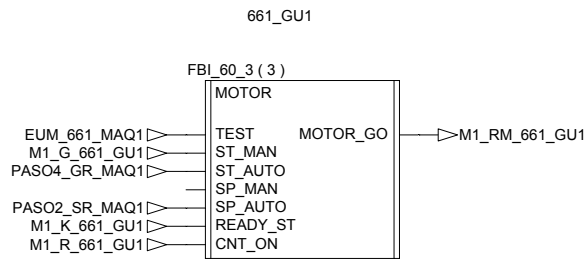 661_GU1
FBI_60_3 ( 3 )
MOTOR
EUM_661_MAQ1 TEST MOTOR_GO M1_RM_661_GU1
M1_G_661_GU1 ST_MAN
PASO4_GR_MAQ1 ST_AUTO
SP_MAN
PASO2_SR_MAQ1 SP_AUTO
M1_K_661_GU1 READY_ST
M1_R_661_GU1 CNT_ON